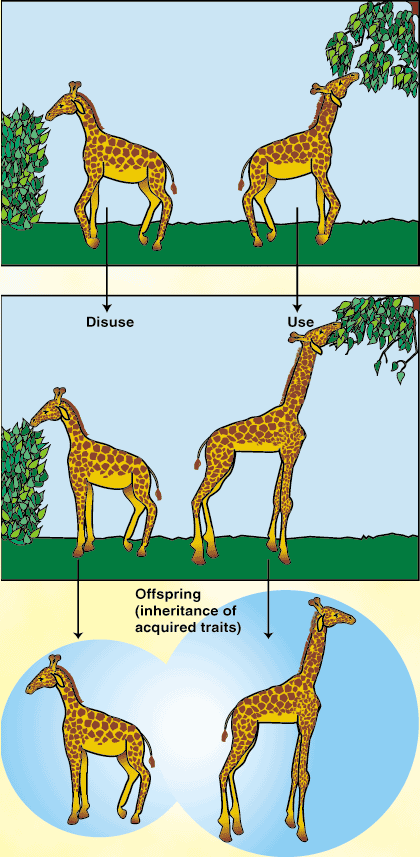 Disuse
Use
Offspring
(inheritance of
acquired traits)